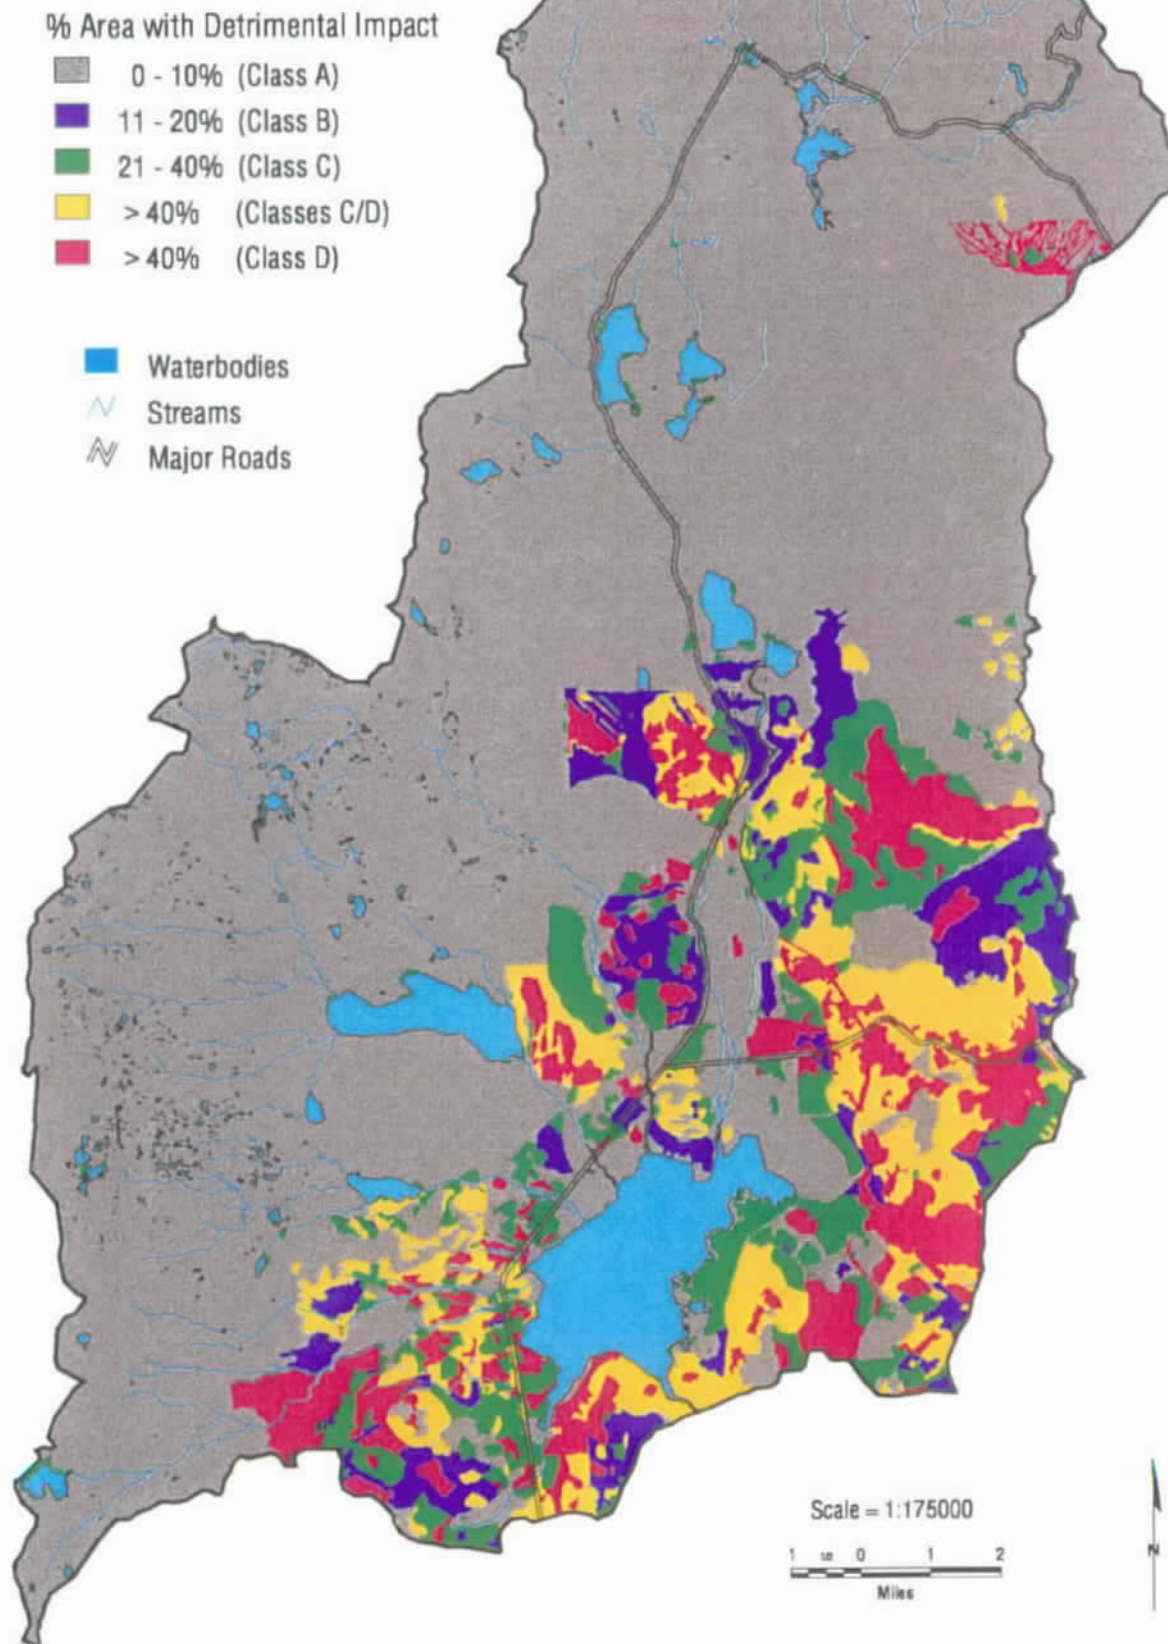 % Area with Detrimental Impact
0 - 10% (Class A)
11 - 20% (Class B)
21 - 40% (Class C)
> 40% (Classes C/D)
> 40% (Class D)
Waterbodies
Streams
Major Roads
Scale = 1:175000
1 0 1 2
Miles
N